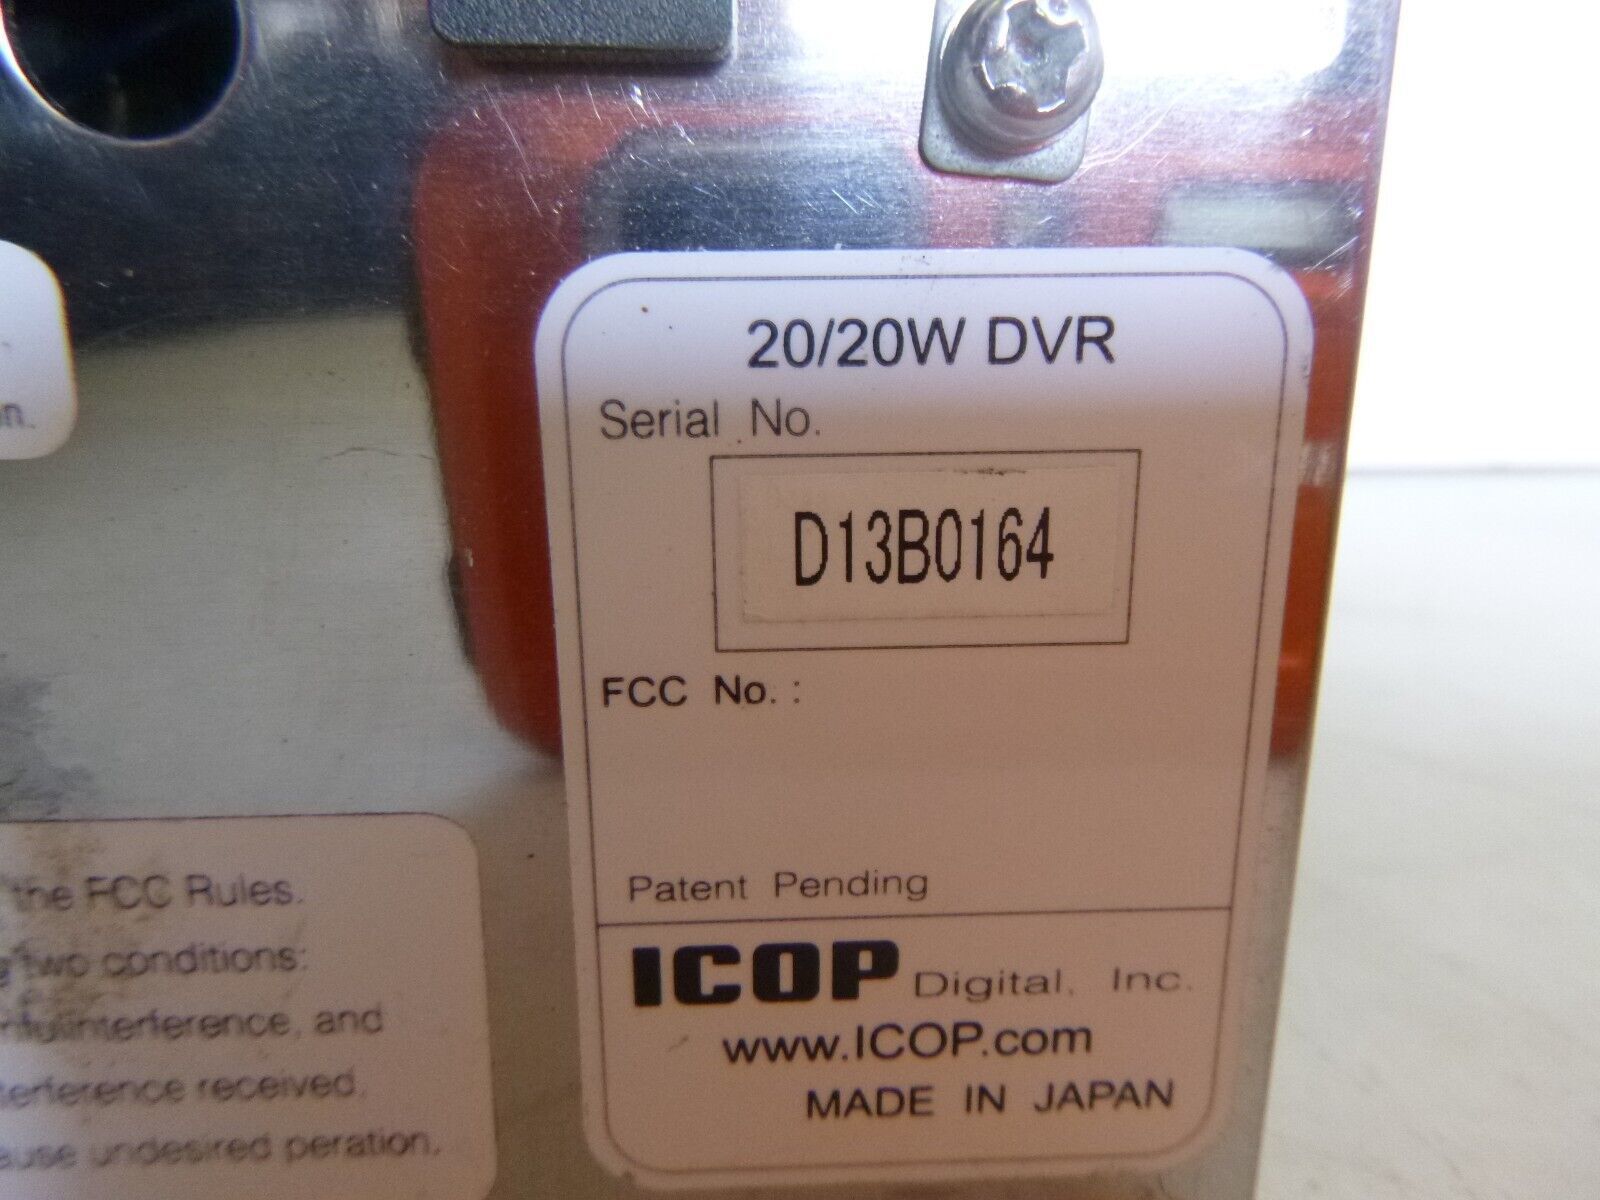 20/20W DVR
Serial No.
D13B0164
FCC No. :
Patent Pending
ICOP Digital, Inc.
www.ICOP.com
MADE IN JAPAN
n.
the FCC Rules.
two conditions:
interference, and
terference received,
ause undesired peration.